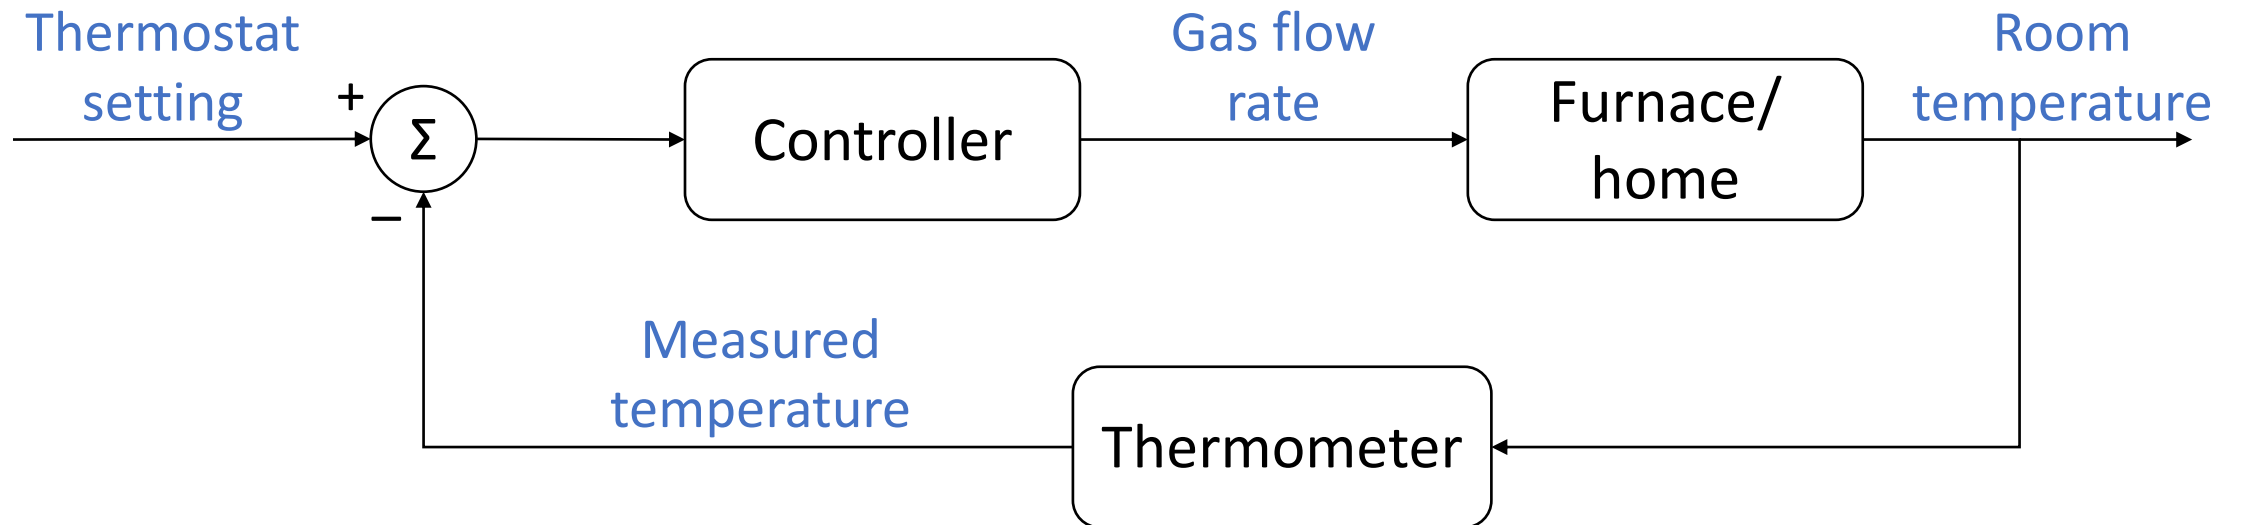 Thermostat
setting
+
Σ
−
Controller
Gas flow
rate
Furnace/
home
Room
temperature
Measured
temperature
Thermometer